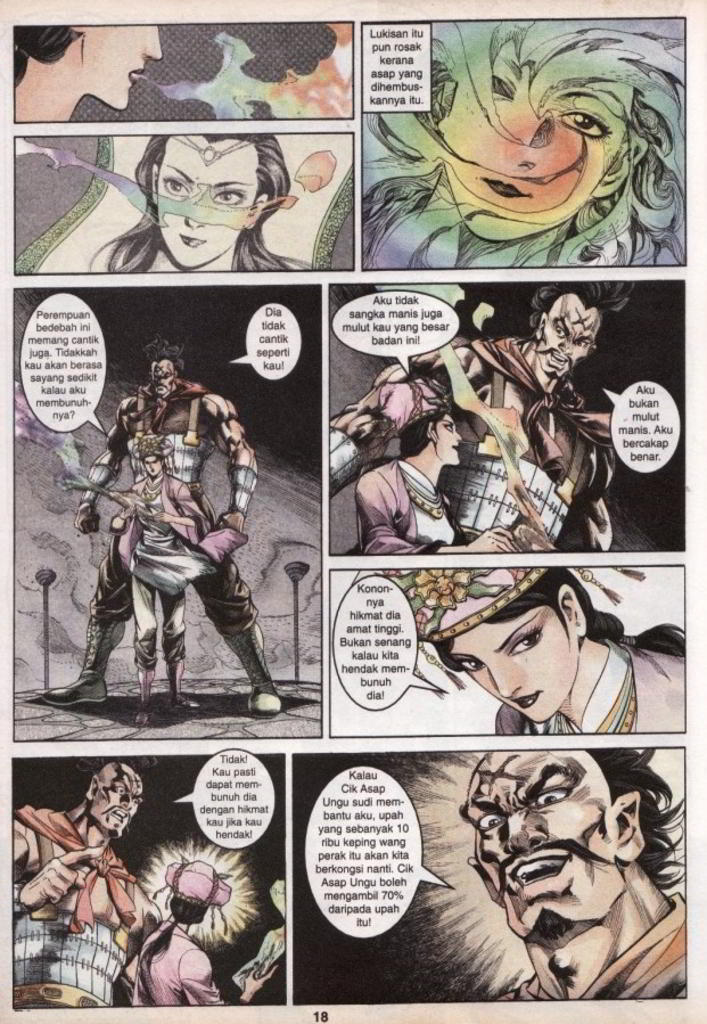 Lukisan itu
pun rosak
kerana
asap yang
dihembus-
kannya itu.
Perempuan
bedebah ini
memang cantik
juga. Tidakkah
kau akan berasa
sayang sedikit
kalau aku
membunuh-
nya?
Dia
tidak
cantik
seperti
kau!
Aku tidak
sangka manis juga
mulut kau yang besar
badan ini!
Aku
bukan
mulut
manis. Aku
bercakap
benar.
Konon-
nya
hikmat dia
amat tinggi.
Bukan senang
kalau kita
hendak mem-
bunuh
dia!
Tidak!
Kau pasti
dapat mem-
bunuh dia
dengan hikmat
kau jika kau
hendak!
Kalau
Cik Asap
Ungu sudi mem-
bantu aku, upah
yang sebanyak 10
ribu keping wang
perak itu akan kita
berkongsi nanti. Cik
Asap Ungu boleh
mengambil 70%
daripada upah
itu!
18